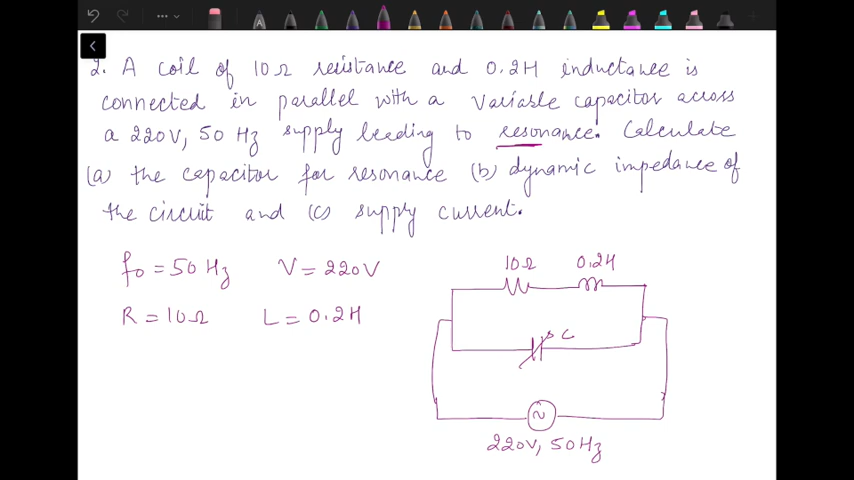 2. A coil of 10Ω resistance and 0.2H inductance is
connected in parallel with a variable capacitor across
a 220V, 50 Hz supply leading to resonance. Calculate
(a) the capacitor for resonance (b) dynamic impedance of
the circuit and (c) supply current.
f₀ = 50 Hz V = 220V
R = 10Ω L = 0.2H
10Ω 0.2H
C
220V, 50Hz